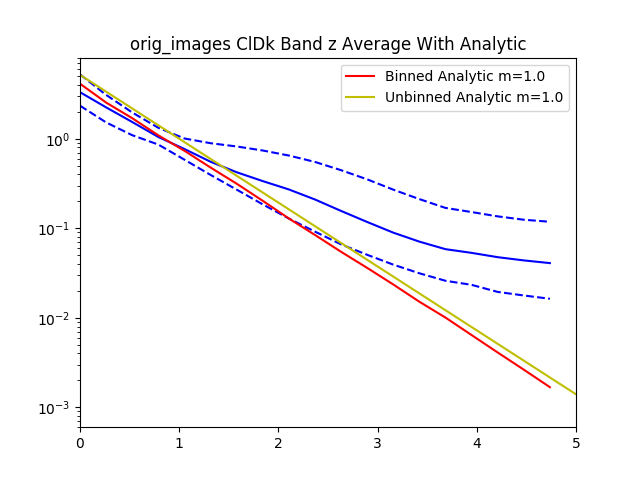 orig_images ClDk Band z Average With Analytic
Binned Analytic m=1.0
Unbinned Analytic m=1.0
10^0
10^−1
10^−2
10^−3
0 1 2 3 4 5